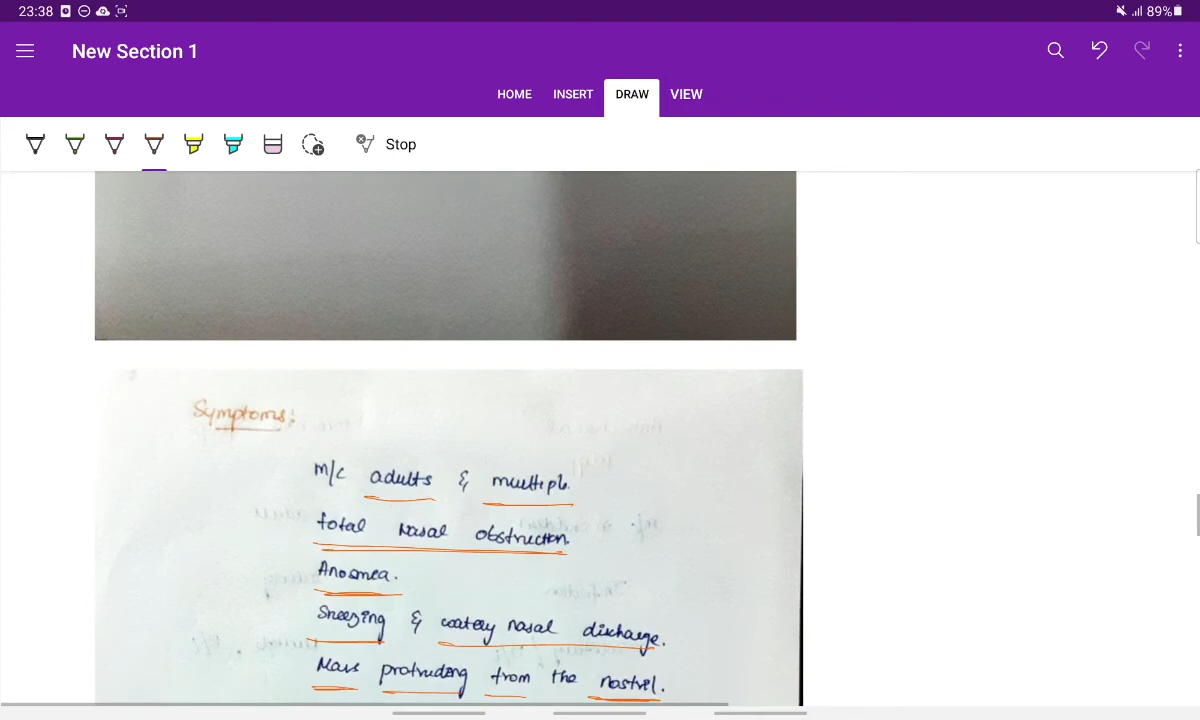 23:38 89%
New Section 1
HOME INSERT DRAW VIEW
Stop
Symptoms:
M/c adults & multiple.
total nasal obstruction.
Anosmea.
Sneezing & watery nasal discharge.
Mass protruding from the nostril.